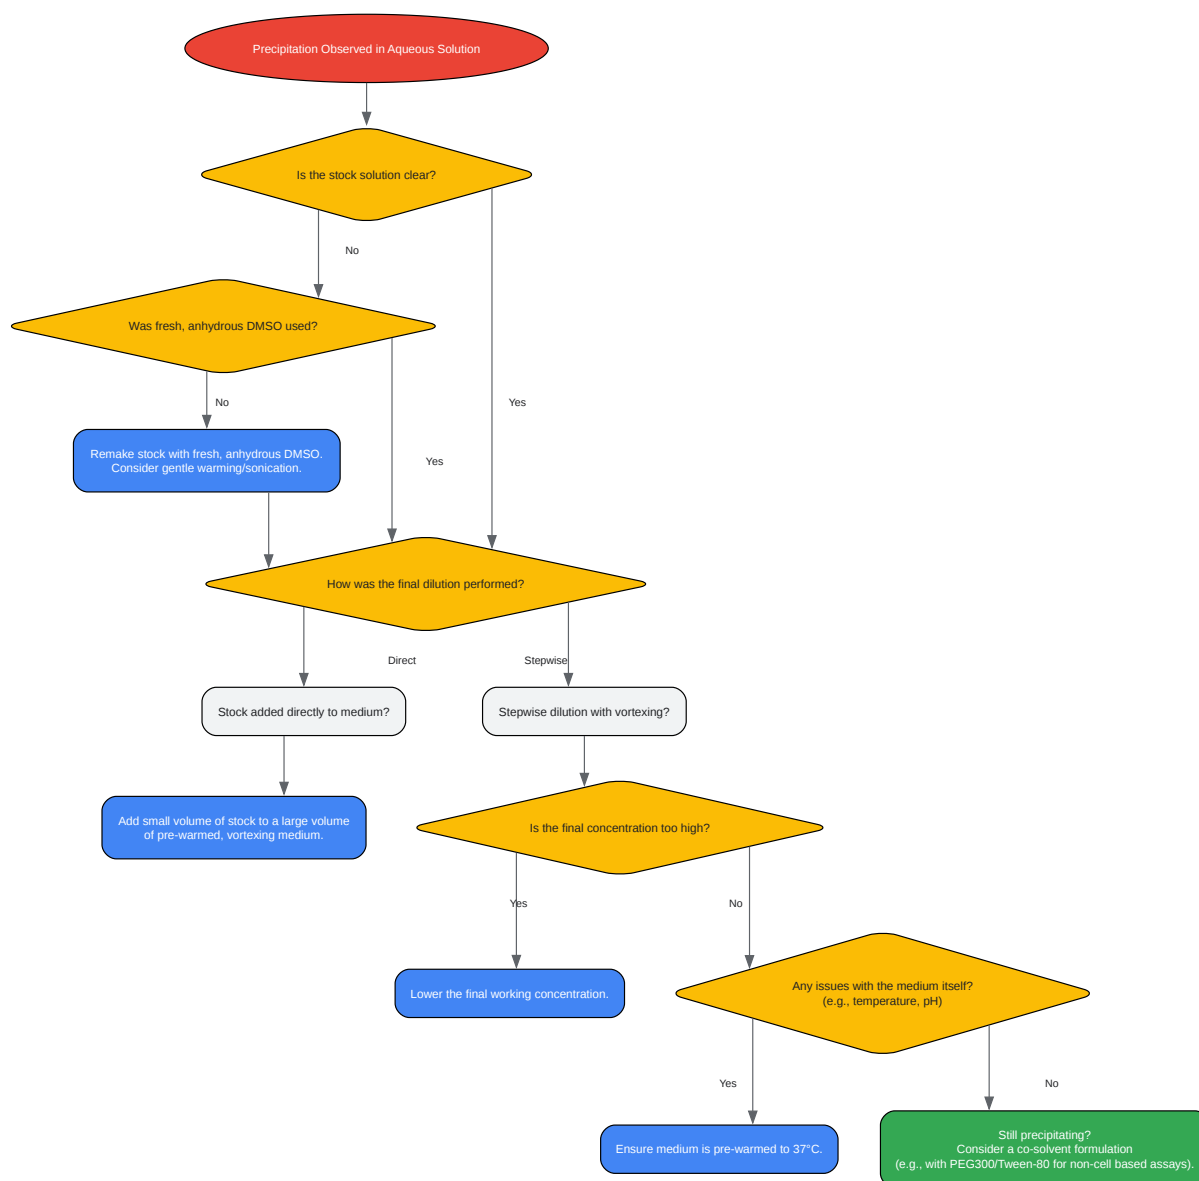 Precipitation Observed in Aqueous Solution
Is the stock solution clear?
No
Was fresh, anhydrous DMSO used?
No
Yes
Remake stock with fresh, anhydrous DMSO.
Consider gentle warming/sonication.
Yes
How was the final dilution performed?
Direct
Stepwise
Stock added directly to medium?
Stepwise dilution with vortexing?
Add small volume of stock to a large volume
of pre-warmed, vortexing medium.
Is the final concentration too high?
Yes
No
Lower the final working concentration.
Any issues with the medium itself?
(e.g., temperature, pH)
Yes
No
Ensure medium is pre-warmed to 37°C.
Still precipitating?
Consider a co-solvent formulation
(e.g., with PEG300/Tween-80 for non-cell based assays).